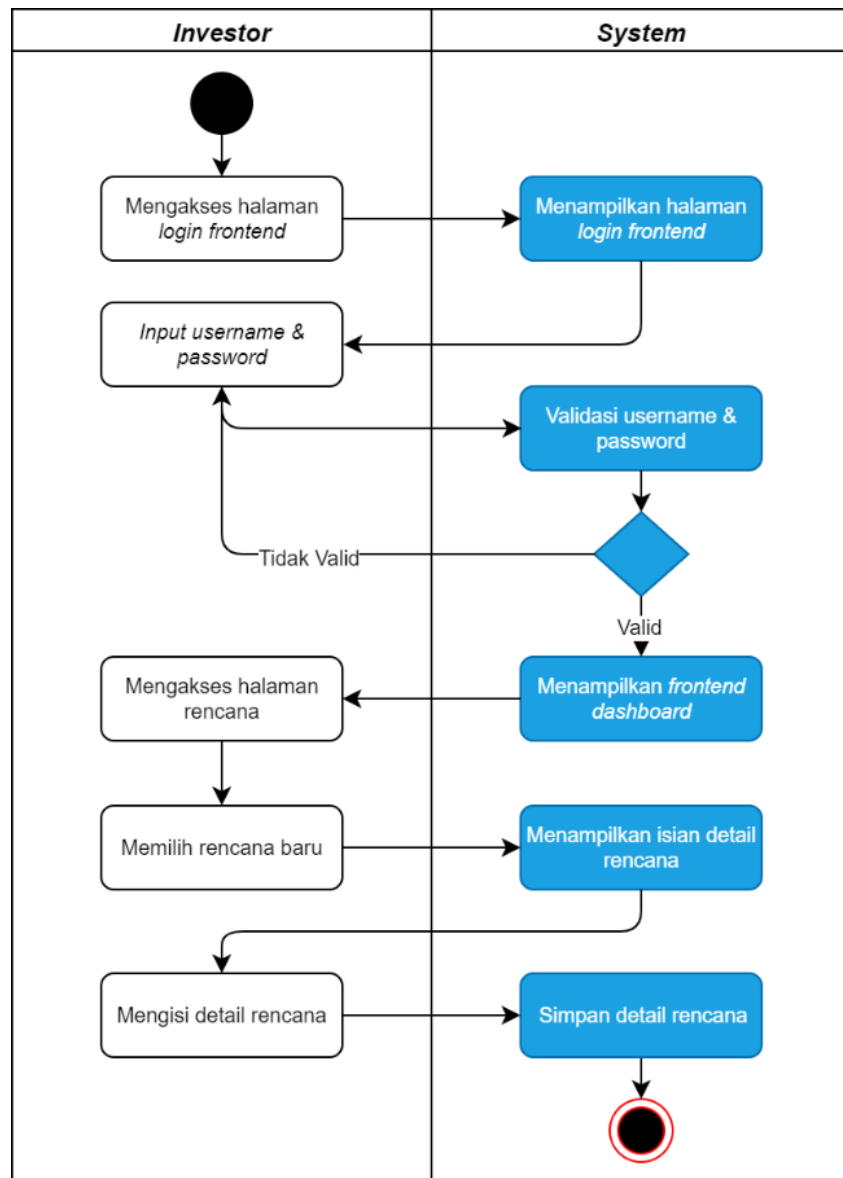 Investor
System
Mengakses halaman
login frontend
Menampilkan halaman
login frontend
Input username &
password
Validasi username &
password
Tidak Valid
Valid
Mengakses halaman
rencana
Menampilkan frontend
dashboard
Memilih rencana baru
Menampilkan isian detail
rencana
Mengisi detail rencana
Simpan detail rencana